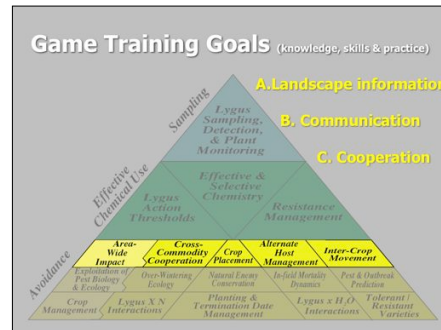 Game Training Goals (knowledge, skills & practice)
A.Landscape information
B. Communication
C. Cooperation
Sampling
Lygus
Sampling,
Detection,
& Plant
Monitoring
Effective
Chemical Use
Lygus
Action
Thresholds
Effective &
Selective
Chemistry
Resistance
Management
Avoidance
Area-
Wide
Impact
Cross-
Commodity
Cooperation
Crop
Placement
Alternate
Host
Management
Inter-Crop
Movement
Exploitation of
Pest Biology
& Ecology
Over-Wintering
Ecology
Natural Enemy
Conservation
In-field Mortality
Dynamics
Pest & Outbreak
Prediction
Crop
Management
Lygus X N
Interactions
Planting &
Termination Date
Management
Lygus x H2O
Interactions
Tolerant /
Resistant
Varieties